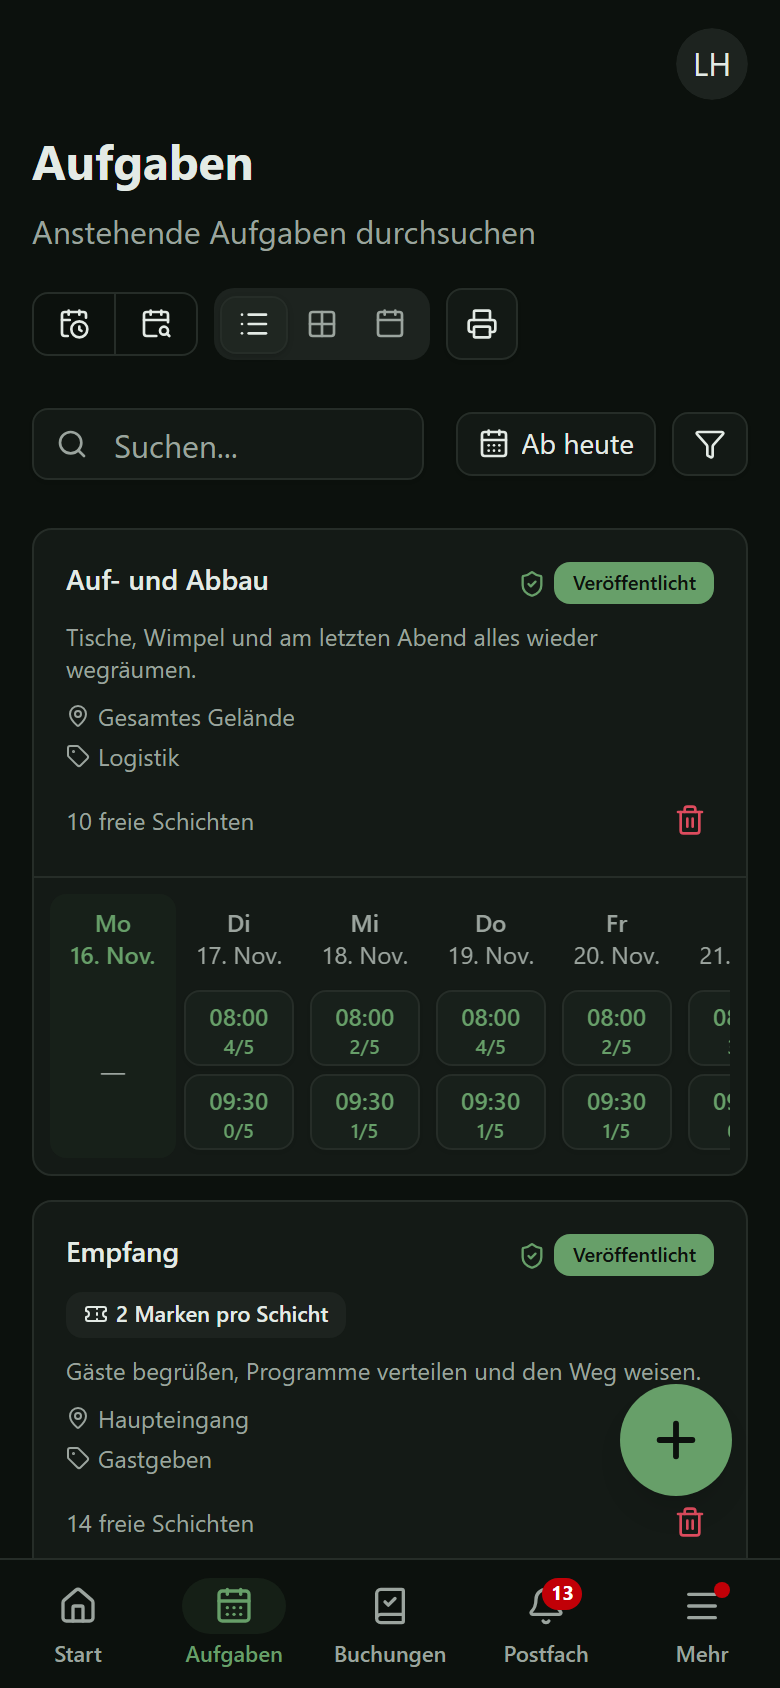 LH
Aufgaben
Anstehende Aufgaben durchsuchen
Suchen...
Ab heute
Auf- und Abbau
Veröffentlicht
Tische, Wimpel und am letzten Abend alles wieder
wegräumen.
Gesamtes Gelände
Logistik
10 freie Schichten
Mo Di Mi Do Fr
16. Nov. 17. Nov. 18. Nov. 19. Nov. 20. Nov. 21.
08:00 08:00 08:00 08:00
4/5 2/5 4/5 2/5
— 
09:30 09:30 09:30 09:30
0/5 1/5 1/5 1/5
Empfang
Veröffentlicht
2 Marken pro Schicht
Gäste begrüßen, Programme verteilen und den Weg weisen.
Haupteingang
Gastgeben
14 freie Schichten
13
Start Aufgaben Buchungen Postfach Mehr